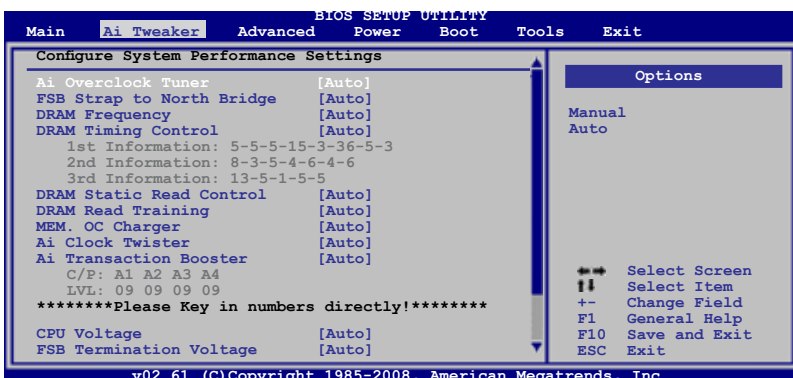 BIOS SETUP UTILITY
Main Ai Tweaker Advanced Power Boot Tools Exit
Configure System Performance Settings
Ai Overclock Tuner [Auto]
FSB Strap to North Bridge [Auto]
DRAM Frequency [Auto]
DRAM Timing Control [Auto]
1st Information: 5-5-5-15-3-36-5-3
2nd Information: 8-3-5-4-6-4-6
3rd Information: 13-5-1-5-5
DRAM Static Read Control [Auto]
DRAM Read Training [Auto]
MEM. OC Charger [Auto]
Ai Clock Twister [Auto]
Ai Transaction Booster [Auto]
C/P: A1 A2 A3 A4
LVL: 09 09 09 09
********Please Key in numbers directly!********
CPU Voltage [Auto]
FSB Termination Voltage [Auto]
Options
Manual
Auto
Select Screen
Select Item
+- Change Field
F1 General Help
F10 Save and Exit
ESC Exit
v02.61 (C)Copyright 1985-2008, American Megatrends, Inc.